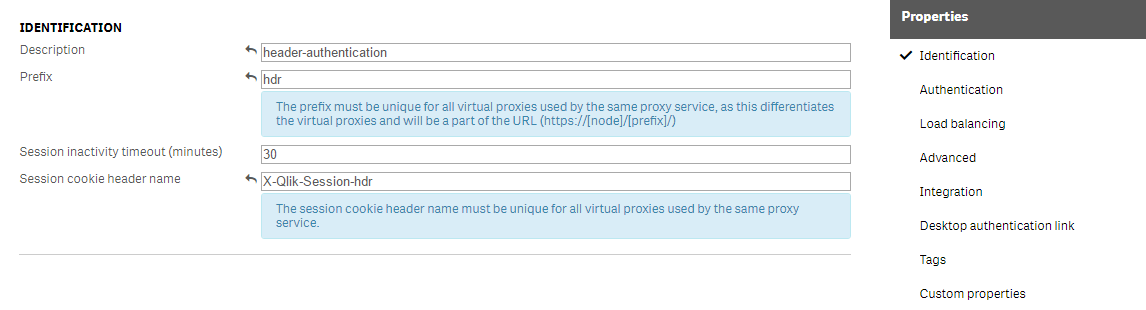 IDENTIFICATION
Description
header-authentication
Prefix
hdr
The prefix must be unique for all virtual proxies used by the same proxy service, as this differentiates
the virtual proxies and will be a part of the URL (https://[node]/[prefix]/)
Session inactivity timeout (minutes)
30
Session cookie header name
X-Qlik-Session-hdr
The session cookie header name must be unique for all virtual proxies used by the same proxy
service.
Properties
Identification
Authentication
Load balancing
Advanced
Integration
Desktop authentication link
Tags
Custom properties